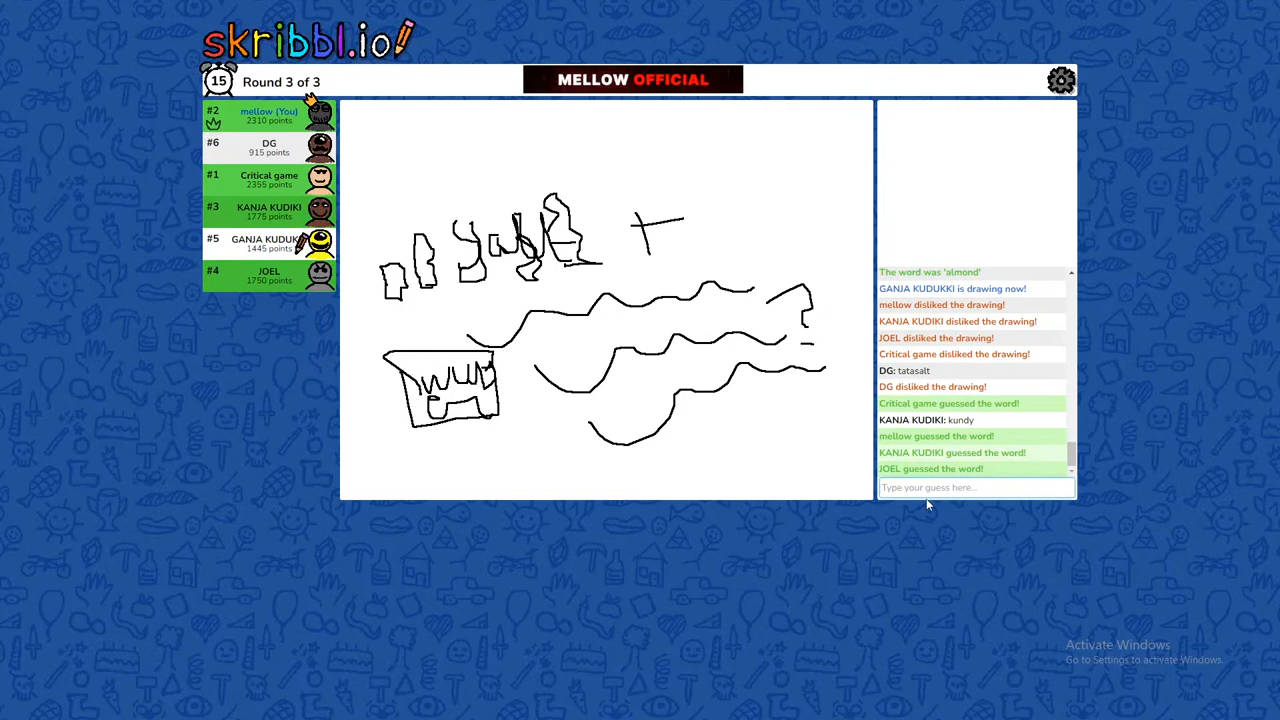 skribbl.io!
15
Round 3 of 3
MELLOW OFFICIAL
#2
mellow (You)
2310 points
#6
DG
915 points
#1
Critical game
2355 points
#3
KANJA KUDIKI
1775 points
#5
GANJA KUDUK
1445 points
#4
JOEL
1750 points
The word was 'almond'
GANJA KUDUKKI is drawing now!
mellow disliked the drawing!
KANJA KUDIKI disliked the drawing!
JOEL disliked the drawing!
Critical game disliked the drawing!
DG: tatasalt
DG disliked the drawing!
Critical game guessed the word!
KANJA KUDIKI: kundy
mellow guessed the word!
KANJA KUDIKI guessed the word!
JOEL guessed the word!
Type your guess here...
Activate Windows
Go to Settings to activate Windows.